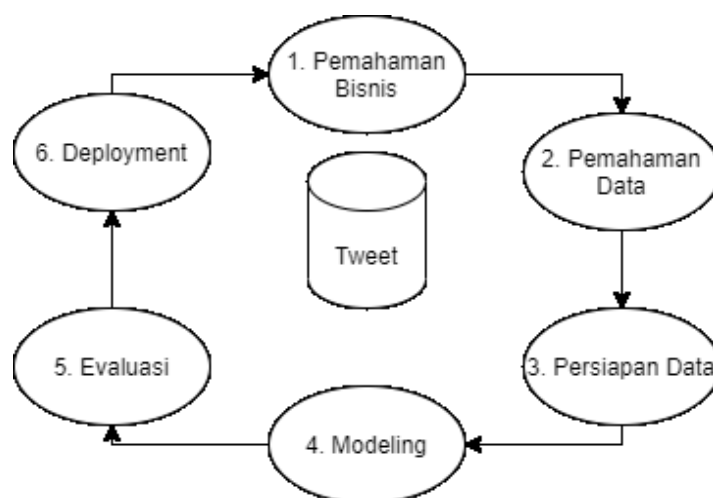 1. Pemahaman
Bisnis
2. Pemahaman
Data
3. Persiapan Data
4. Modeling
5. Evaluasi
6. Deployment
Tweet